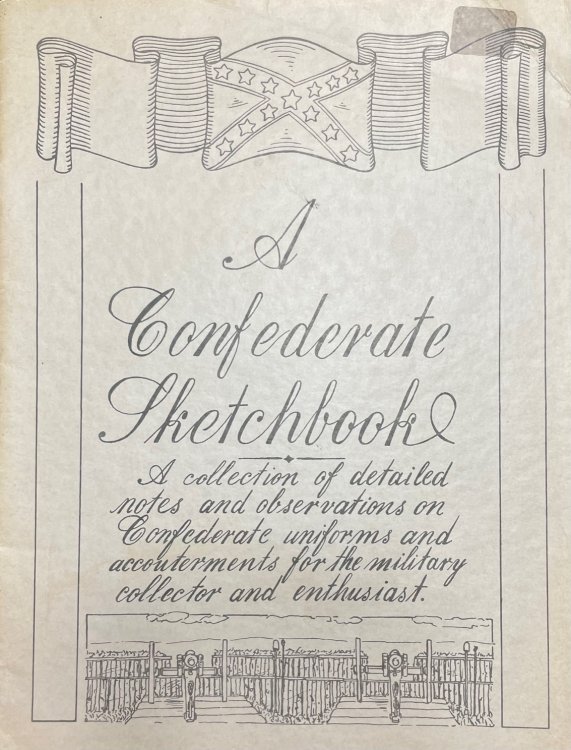 A
Confederate
Sketchbook
A collection of detailed
notes and observations on
Confederate uniforms and
accouterments for the military
collector and enthusiast.